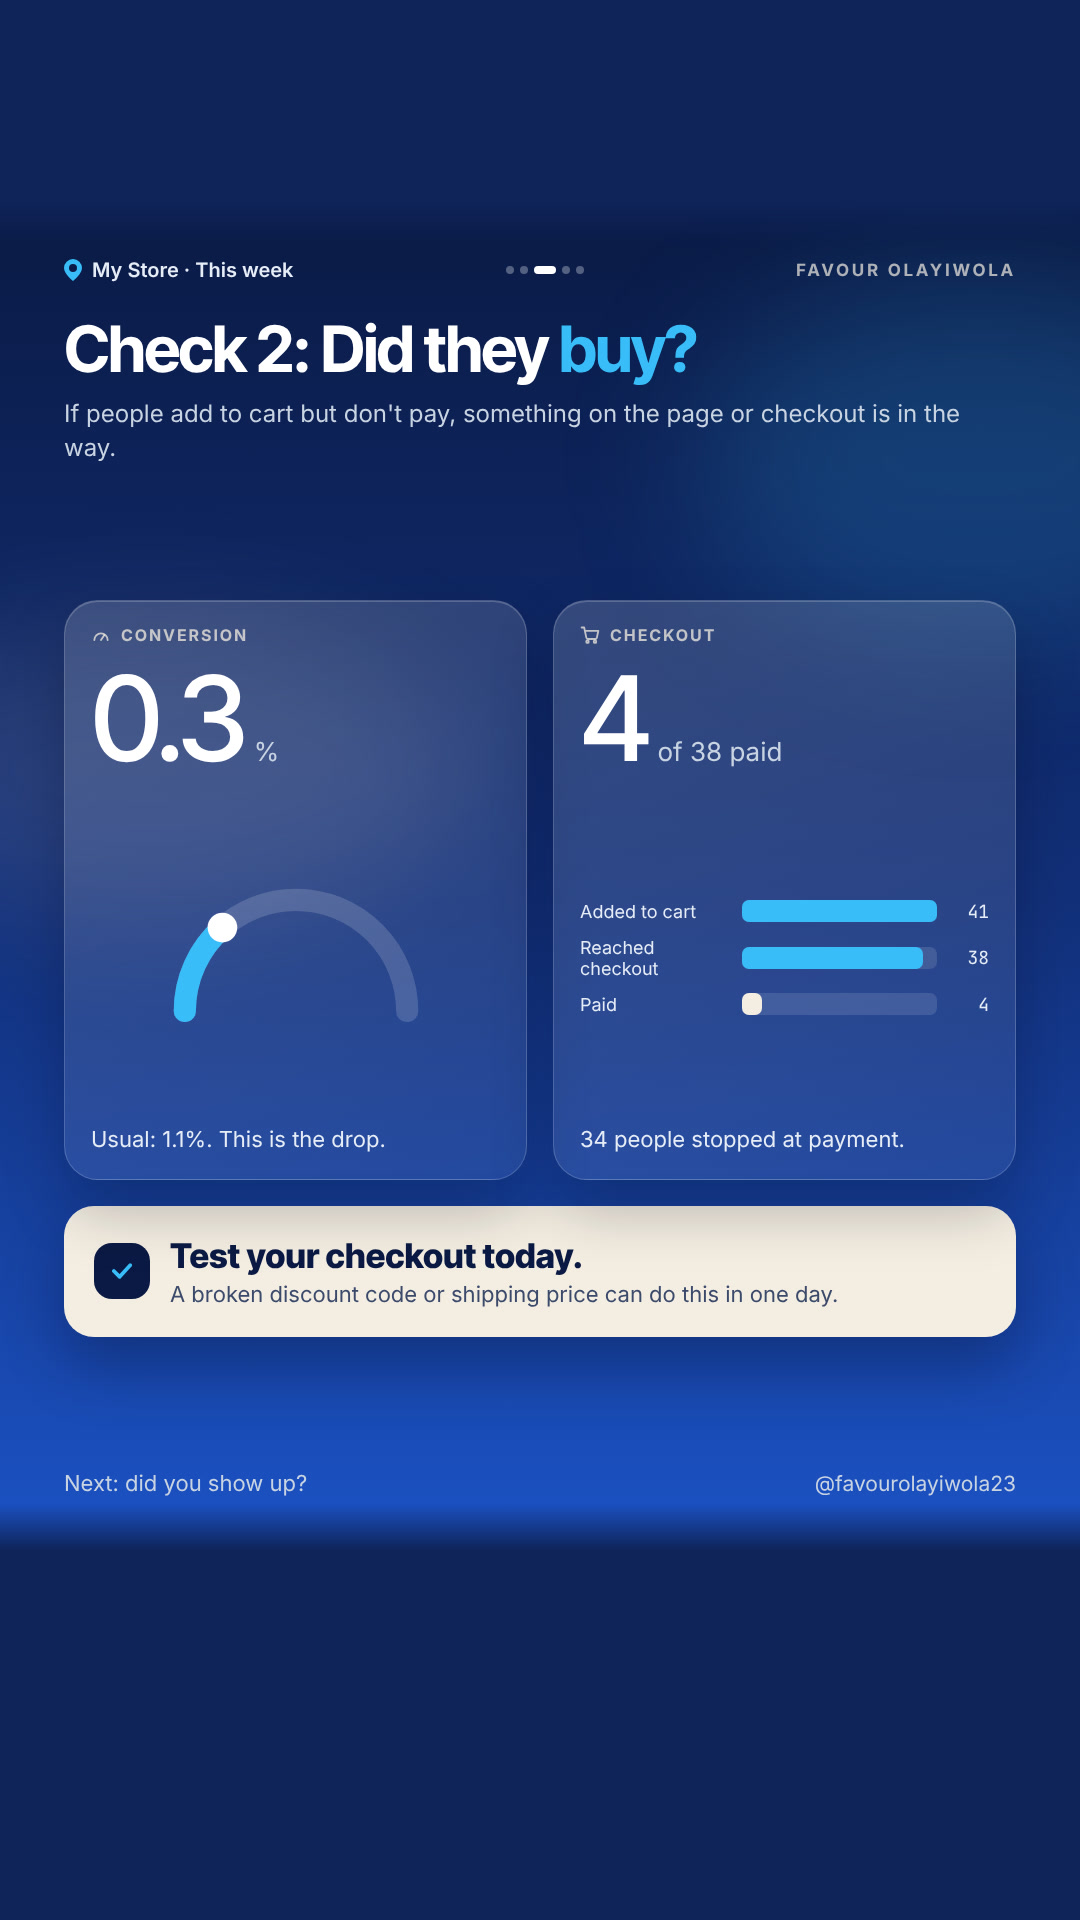 My Store · This week
FAVOUR OLAYIWOLA
Check 2: Did they buy?
If people add to cart but don't pay, something on the page or checkout is in the
way.
CONVERSION
0.3 %
Usual: 1.1%. This is the drop.
CHECKOUT
4 of 38 paid
Added to cart 41
Reached
checkout 38
Paid 4
34 people stopped at payment.
Test your checkout today.
A broken discount code or shipping price can do this in one day.
Next: did you show up?
@favourolayiwola23